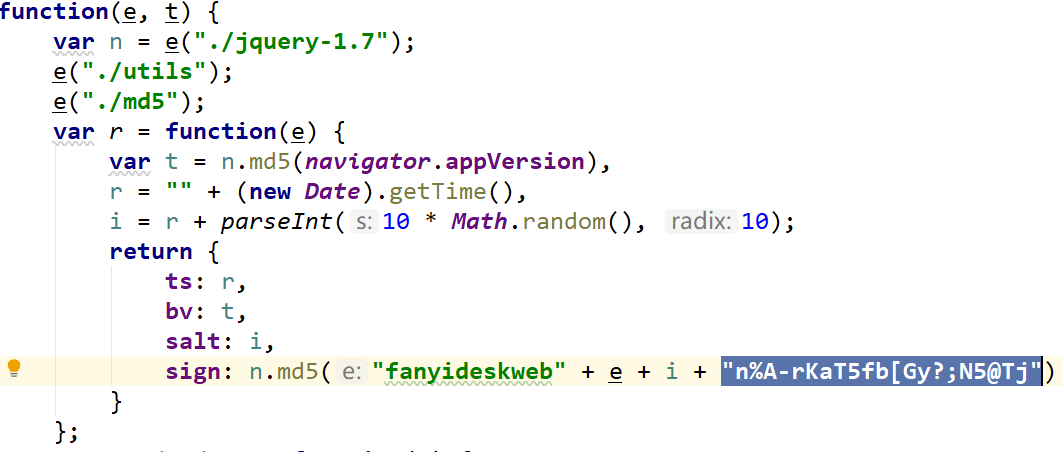 function(e, t) {
var n = e("./jquery-1.7");
e("./utils");
e("./md5");
var r = function(e) {
var t = n.md5(navigator.appVersion),
r = "" + (new Date).getTime(),
i = r + parseInt( s: 10 * Math.random(), radix: 10);
return {
ts: r,
bv: t,
salt: i,
sign: n.md5( e: "fanyideskweb" + e + i + "n%A-rKaT5fb[Gy?;N5@Tj")
}
};